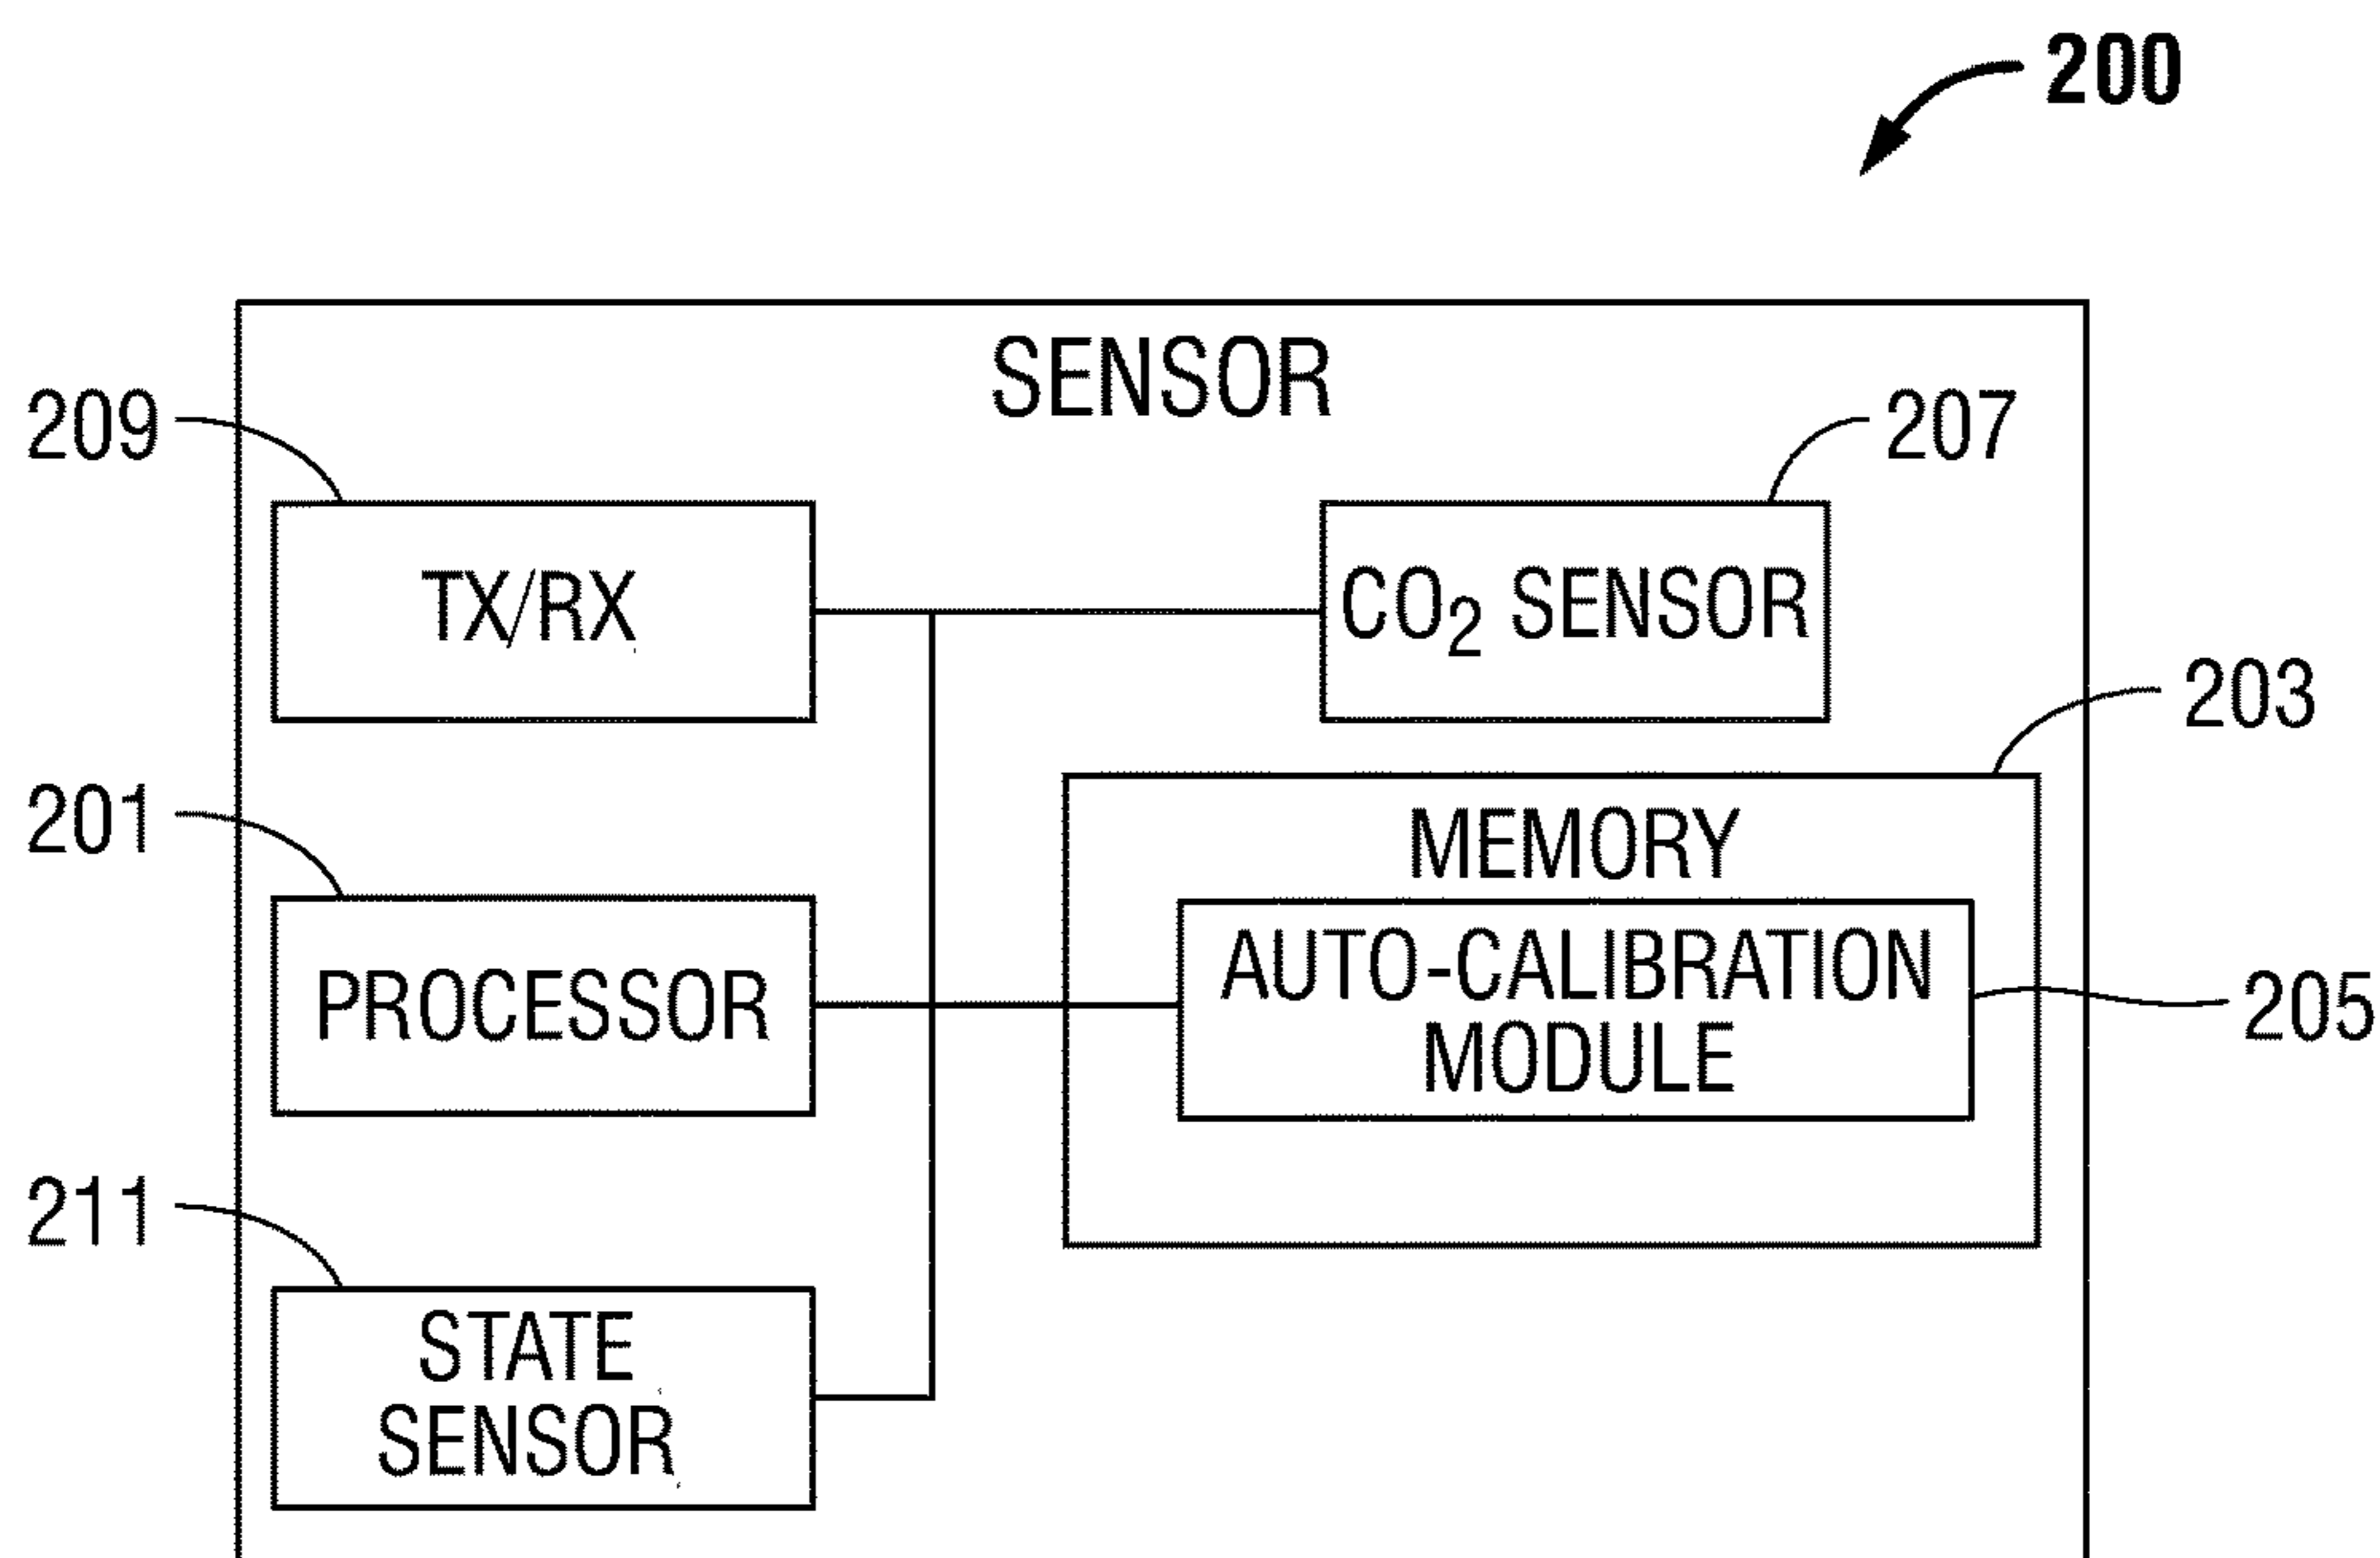 200
SENSOR
209
207
TX/RX
CO₂ SENSOR
203
201
MEMORY
PROCESSOR
AUTO-CALIBRATION
MODULE
205
211
STATE
SENSOR